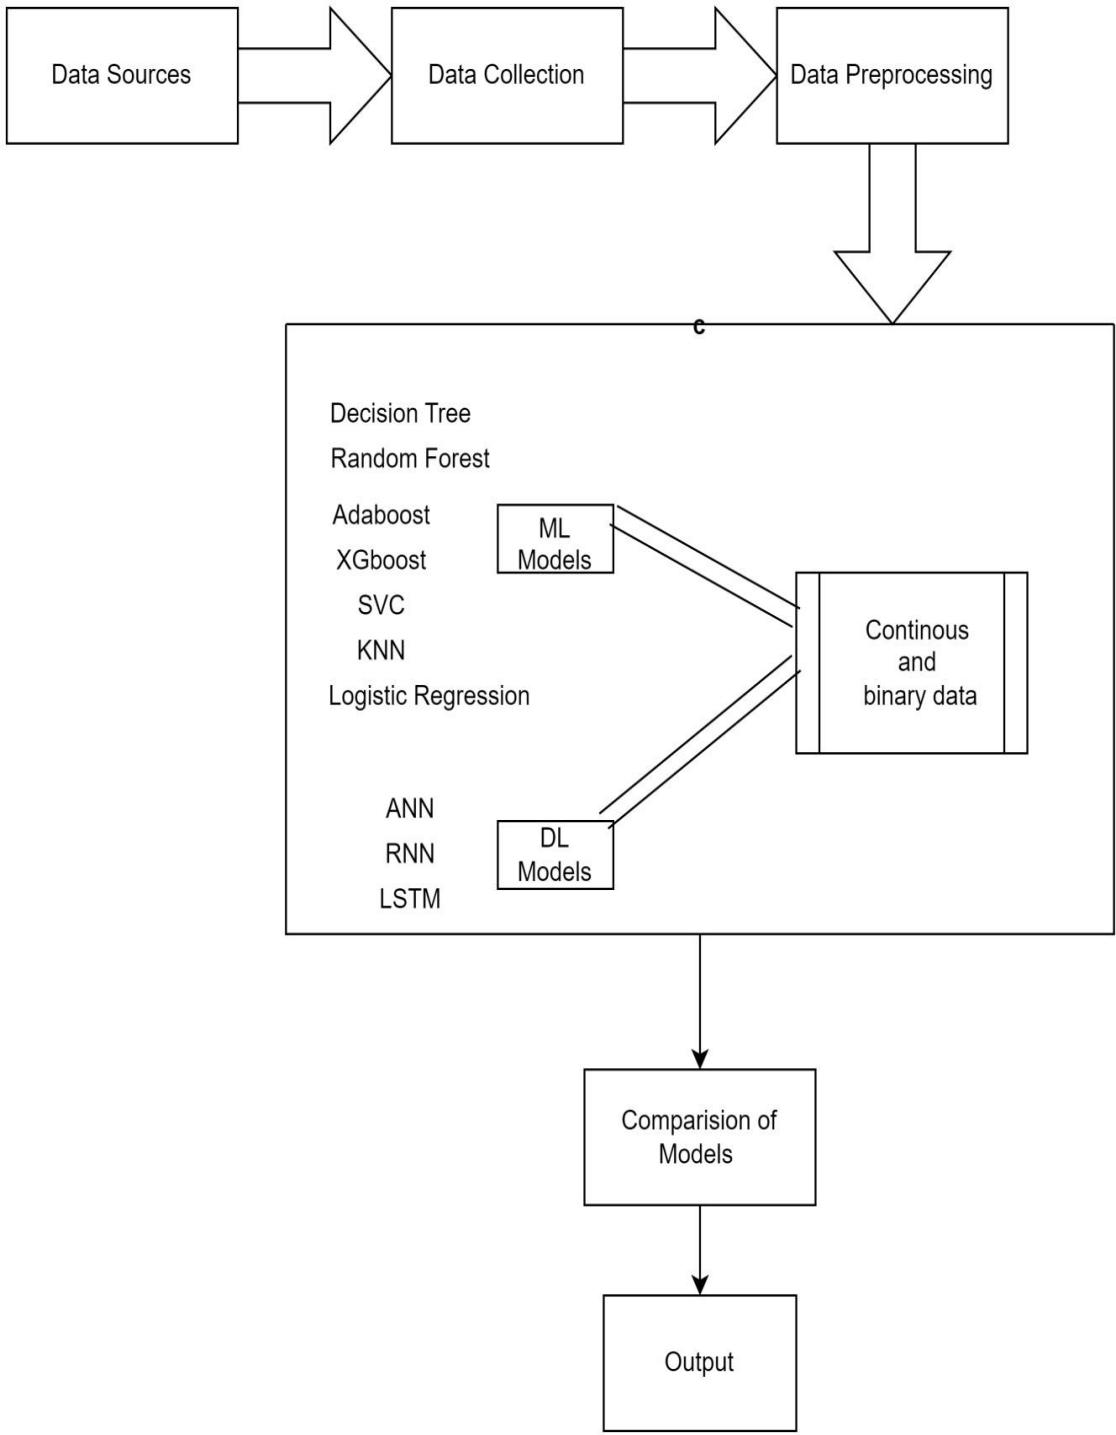 Data Sources
Data Collection
Data Preprocessing
c
Decision Tree
Random Forest
Adaboost
XGboost
SVC
KNN
Logistic Regression
ML
Models
Continous
and
binary data
ANN
RNN
LSTM
DL
Models
Comparision of
Models
Output